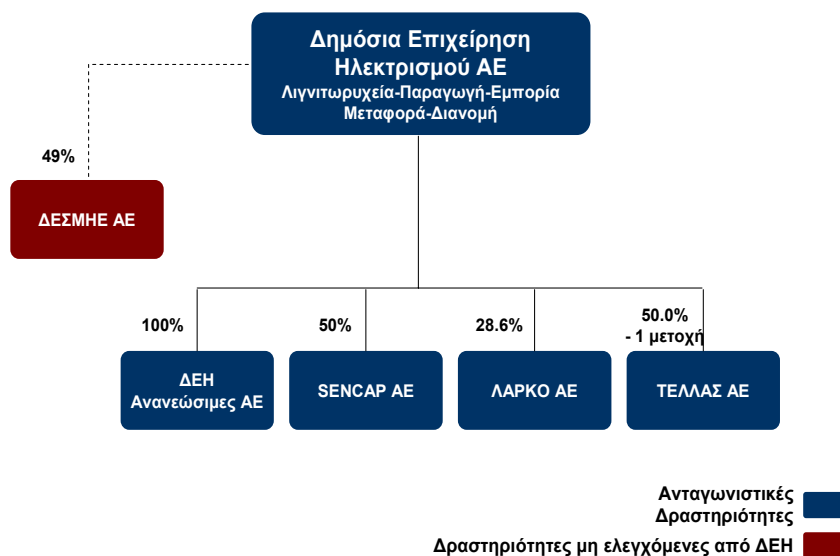 Δημόσια Επιχείρηση
Ηλεκτρισμού ΑΕ
Λιγνιτωρυχεία-Παραγωγή-Εμπορία
Μεταφορά-Διανομή
49%
ΔΕΣΜΗΕ ΑΕ
100%
50%
28.6%
50.0%
- 1 μετοχή
ΔΕΗ
Ανανεώσιμες ΑΕ
SENCAP ΑΕ
ΛΑΡΚΟ ΑΕ
ΤΕΛΛΑΣ ΑΕ
Ανταγωνιστικές
Δραστηριότητες
Δραστηριότητες μη ελεγχόμενες από ΔΕΗ